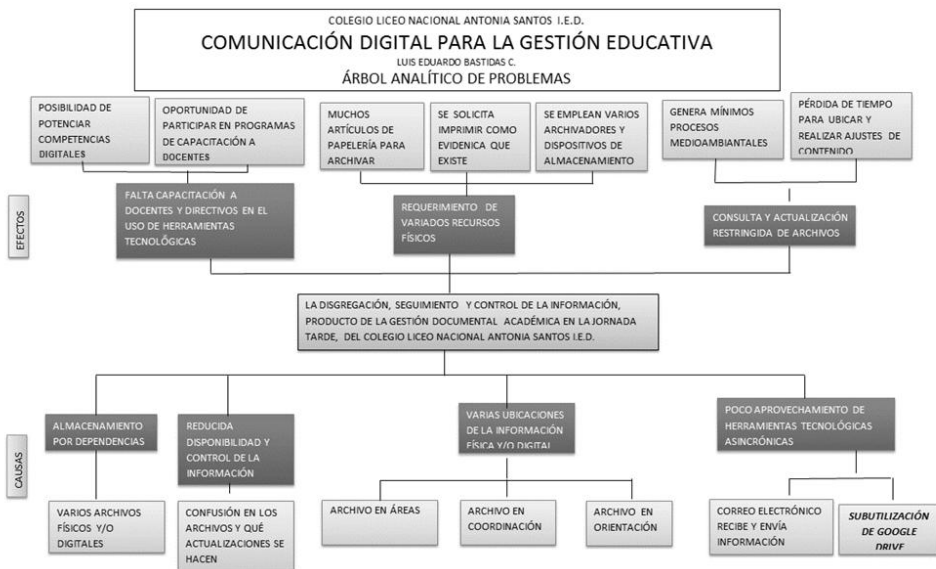 COLEGIO LICEO NACIONAL ANTONIA SANTOS I.E.D.
COMUNICACIÓN DIGITAL PARA LA GESTIÓN EDUCATIVA
LUIS EDUARDO BASTIDAS C.
ÁRBOL ANALÍTICO DE PROBLEMAS
POSIBILIDAD DE
POTENCIAR
COMPETENCIAS
DIGITALES
OPORTUNIDAD DE
PARTICIPAR EN PROGRAMAS
DE CAPACITACIÓN A
DOCENTES
MUCHOS
ARTÍCULOS DE
PAPELERÍA PARA
ARCHIVAR
SE SOLICITA
IMPRIMIR COMO
EVIDENICA QUE
EXISTE
SE EMPLEAN VARIOS
ARCHIVADORES Y
DISPOSITIVOS DE
ALMACENAMIENTO
GENERA MÍNIMOS
PROCESOS
MEDIOAMBIANTALES
PÉRDIDA DE TIEMPO
PARA UBICAR Y
REALIZAR AJUSTES DE
CONTENIDO
EFECTOS
FALTA CAPACITACIÓN A
DOCENTES Y DIRECTIVOS EN EL
USO DE HERRAMIENTAS
TECNOLÓGICAS
REQUERIMIENTO DE
VARIADOS RECURSOS
FÍSICOS
CONSULTA Y ACTUALIZACIÓN
RESTRINGIDA DE ARCHIVOS
LA DISGREGACIÓN, SEGUIMIENTO Y CONTROL DE LA INFORMACIÓN,
PRODUCTO DE LA GESTIÓN DOCUMENTAL ACADÉMICA EN LA JORNADA
TARDE, DEL COLEGIO LICEO NACIONAL ANTONIA SANTOS I.E.D.
CAUSAS
ALMACENAMIENTO
POR DEPENDENCIAS
REDUCIDA
DISPONIBILIDAD Y
CONTROL DE LA
INFORMACIÓN
VARIAS UBICACIONES
DE LA INFORMACIÓN
FÍSICA Y/O DIGITAL
POCO APROVECHAMIENTO DE
HERRAMIENTAS TECNOLÓGICAS
ASINCRÓNICAS
VARIOS ARCHIVOS
FÍSICOS Y/O
DIGITALES
CONFUSIÓN EN LOS
ARCHIVOS Y QUÉ
ACTUALIZACIONES SE
HACEN
ARCHIVO EN ÁREAS
ARCHIVO EN
COORDINACIÓN
ARCHIVO EN
ORIENTACIÓN
CORREO ELECTRÓNICO
RECIBE Y ENVÍA
INFORMACIÓN
SUBUTILIZACIÓN
DE GOOGLE
DRIVE